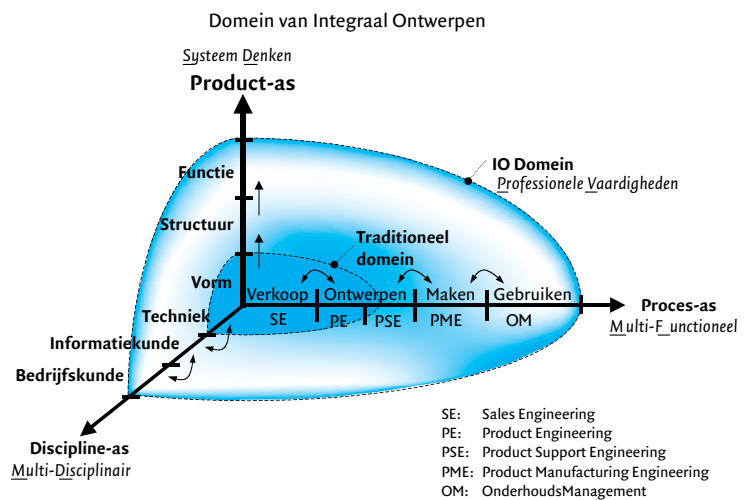 Domein van Integraal Ontwerpen
Systeem Denken
Product-as
Functie
Structuur
Vorm
IO Domein
Professionele Vaardigheden
Traditioneel
domein
Verkoop Ontwerpen Maken Gebruiken
SE PE PSE PME OM
Proces-as
Multi-F_unctioneel
Techniek
Informatiekunde
Bedrijfskunde
Discipline-as
Multi-Disciplinair
SE: Sales Engineering
PE: Product Engineering
PSE: Product Support Engineering
PME: Product Manufacturing Engineering
OM: OnderhoudsManagement